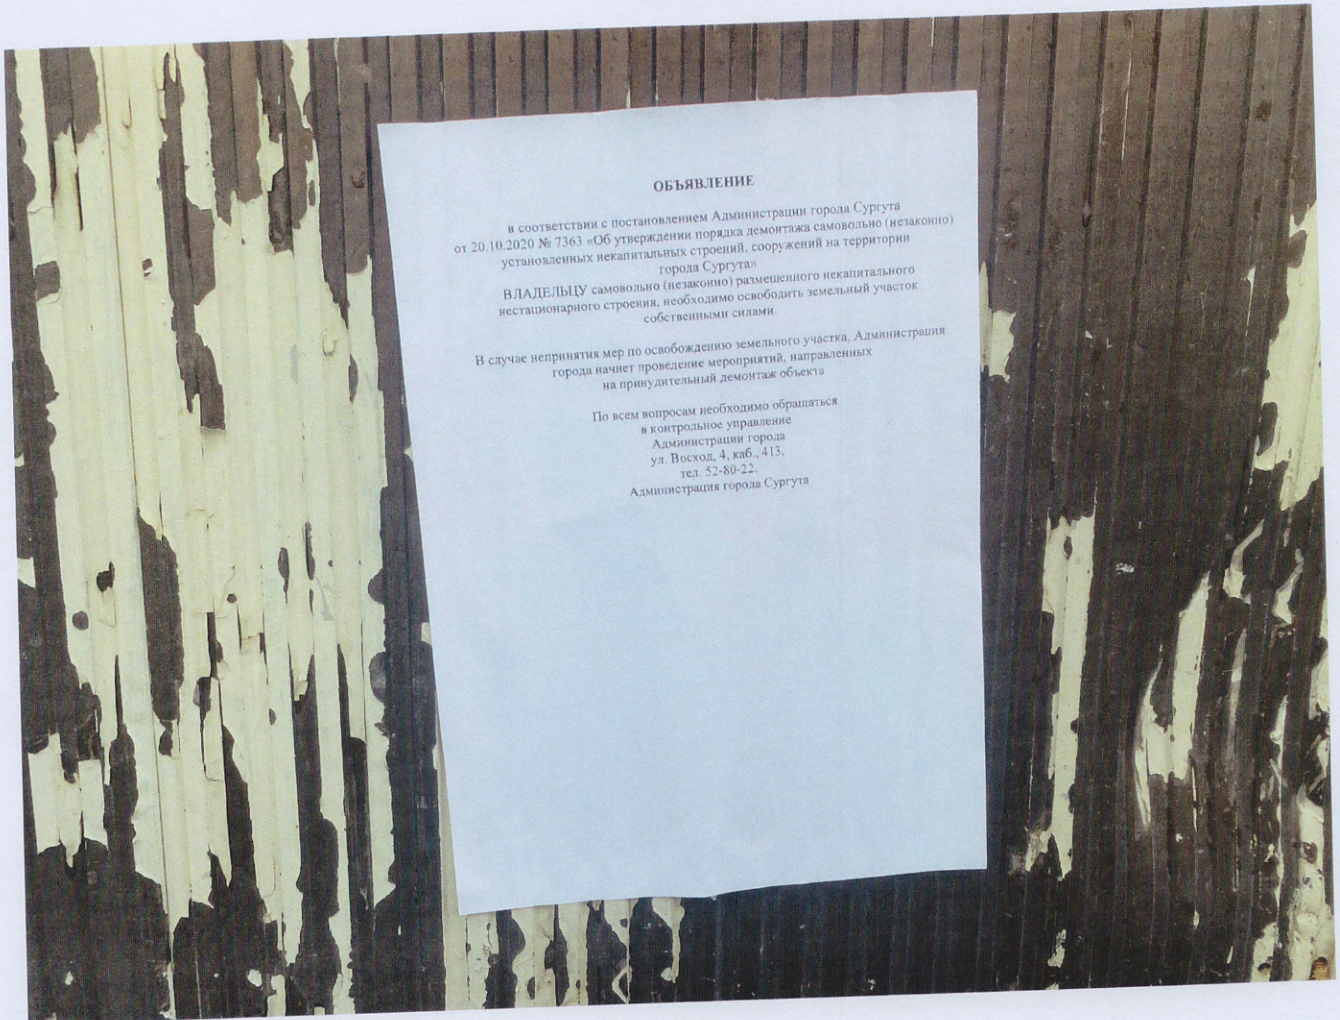 ОБЪЯВЛЕНИЕ
в соответствии с постановлением Администрации города Сургута
от 20.10.2020 № 7363 «Об утверждении порядка демонтажа самовольно (незаконно)
установленных некапитальных строений, сооружений на территории
города Сургута»
ВЛАДЕЛЬЦУ самовольно (незаконно) размещенного некапитального
нестационарного строения, необходимо освободить земельный участок
собственными силами.
В случае непринятия мер по освобождению земельного участка, Администрация
города начнет проведение мероприятий, направленных
на принудительный демонтаж объекта
По всем вопросам необходимо обращаться
в контрольное управление
Администрации города
ул. Восход, 4, каб., 413,
тел. 52-80-22.
Администрация города Сургута